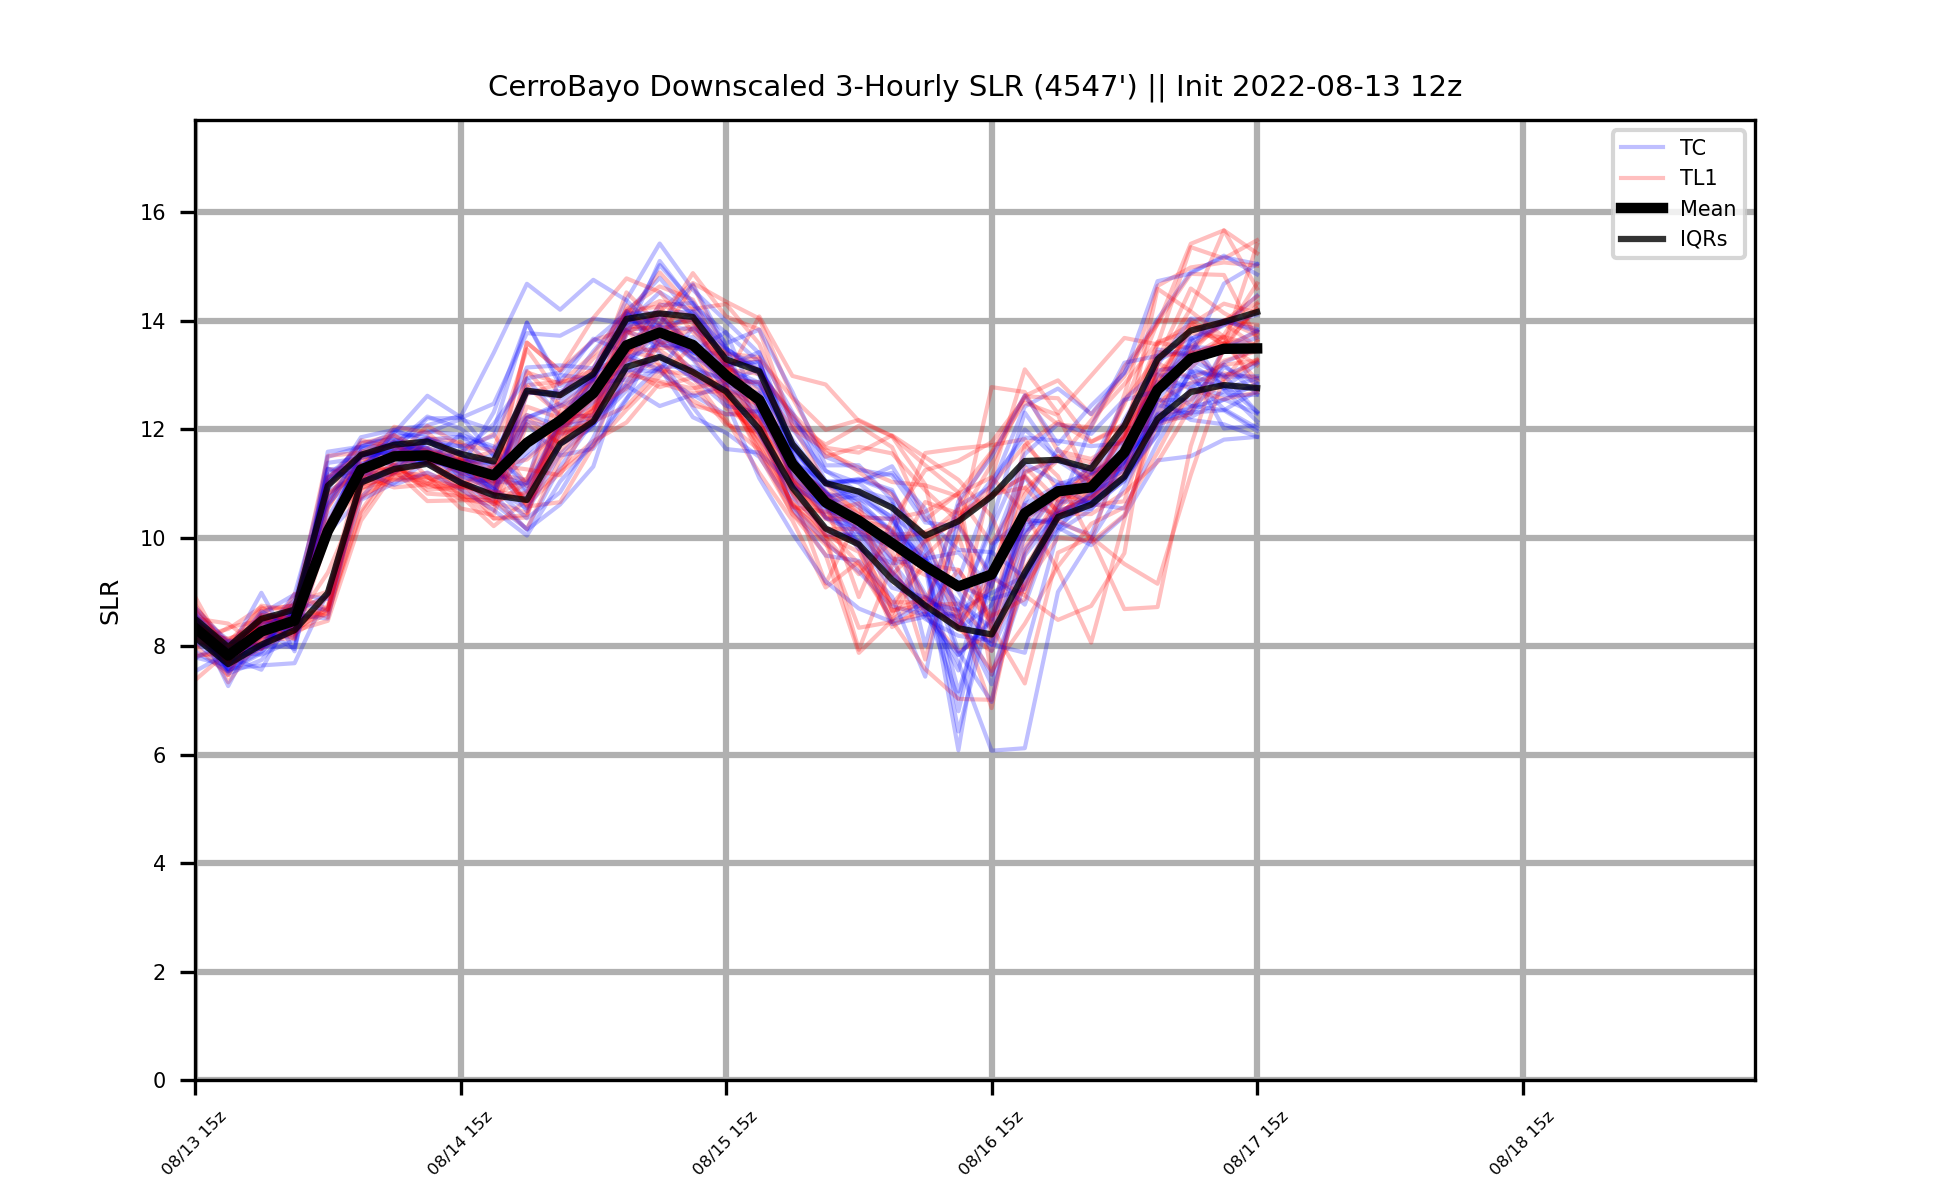 CerroBayo Downscaled 3-Hourly SLR (4547') || Init 2022-08-13 12z
TC
TL1
Mean
IQRs
16
14
12
10
8
6
4
2
0
SLR
08/13 15z
08/14 15z
08/15 15z
08/16 15z
08/17 15z
08/18 15z